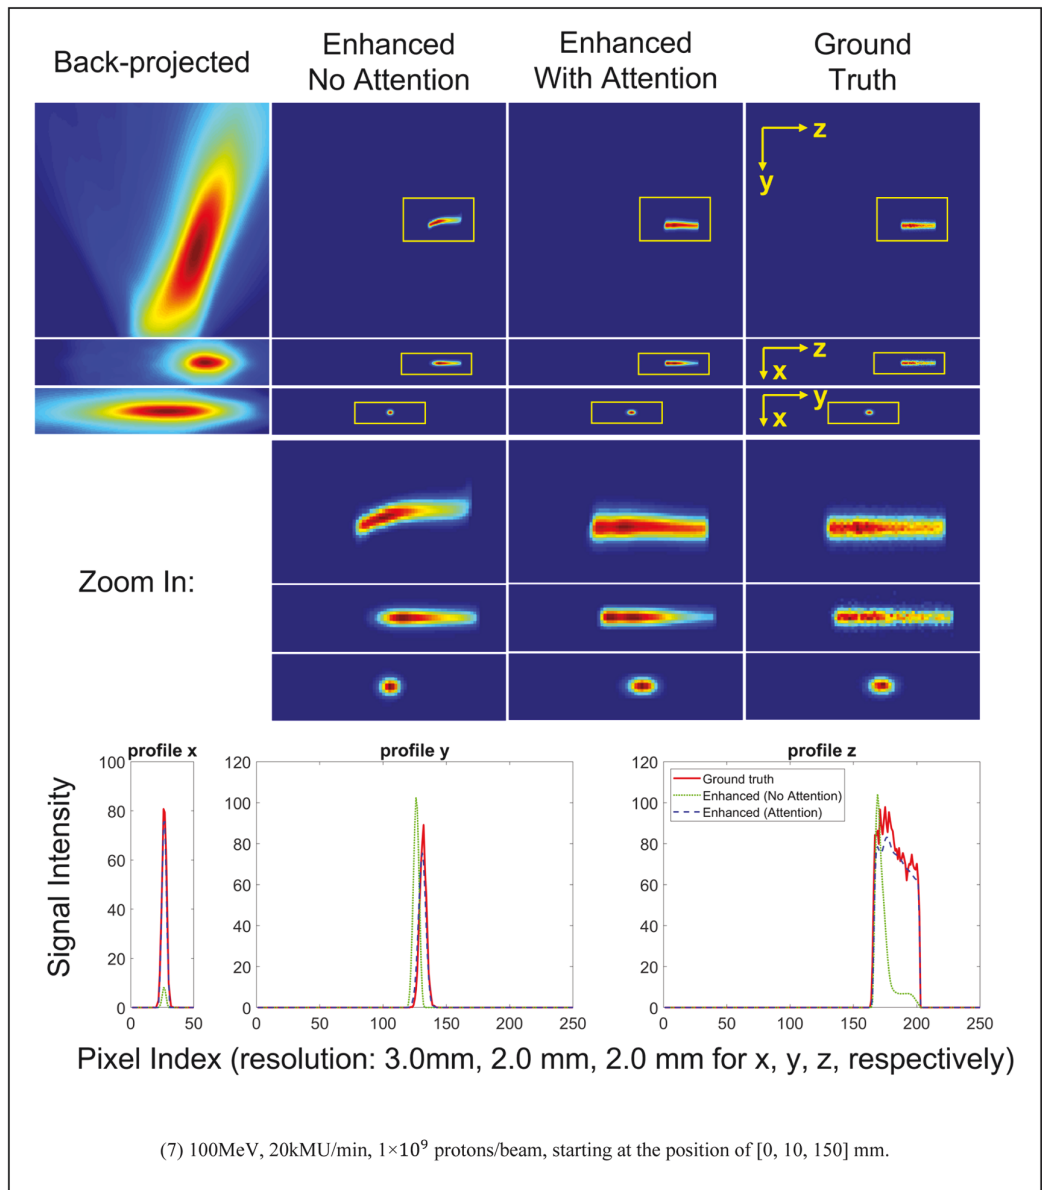 Back-projected
Enhanced
No Attention
Enhanced
With Attention
Ground
Truth
z
y
z
x
y
x
Zoom In:
profile x
profile y
profile z
Signal Intensity
100
80
60
40
20
0
0 50
120
100
80
60
40
20
0
0 50 100 150 200 250
120
100
80
60
40
20
0
0 50 100 150 200 250
Ground truth
Enhanced (No Attention)
Enhanced (Attention)
Pixel Index (resolution: 3.0mm, 2.0 mm, 2.0 mm for x, y, z, respectively)
(7) 100MeV, 20kMU/min, 1×10⁹ protons/beam, starting at the position of [0, 10, 150] mm.